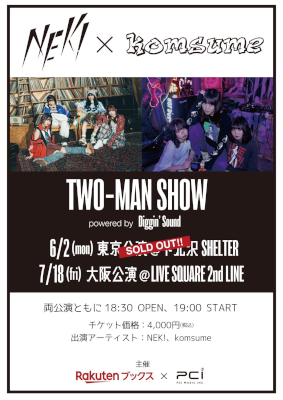 NEK! × komsume
TWO-MAN SHOW
powered by Diggin' Sound
6/2 (mon) 東京公演@下北沢 SHELTER
SOLD OUT!!
7/18 (fri) 大阪公演@LIVE SQUARE 2nd LINE
両公演ともに 18:30 OPEN、19:00 START
チケット価格:4,000円(税込)
出演アーティスト:NEK!、komsume
主催
Rakuten ブックス × PCI
PCI MUSIC INC.